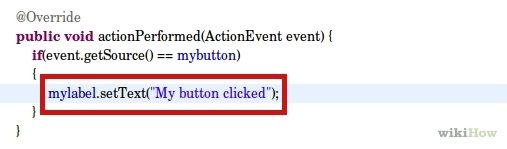 @Override
public void actionPerformed(ActionEvent event) {
if(event.getSource() == mybutton)
{
mylabel.setText("My button clicked");
}
}
wikiHow